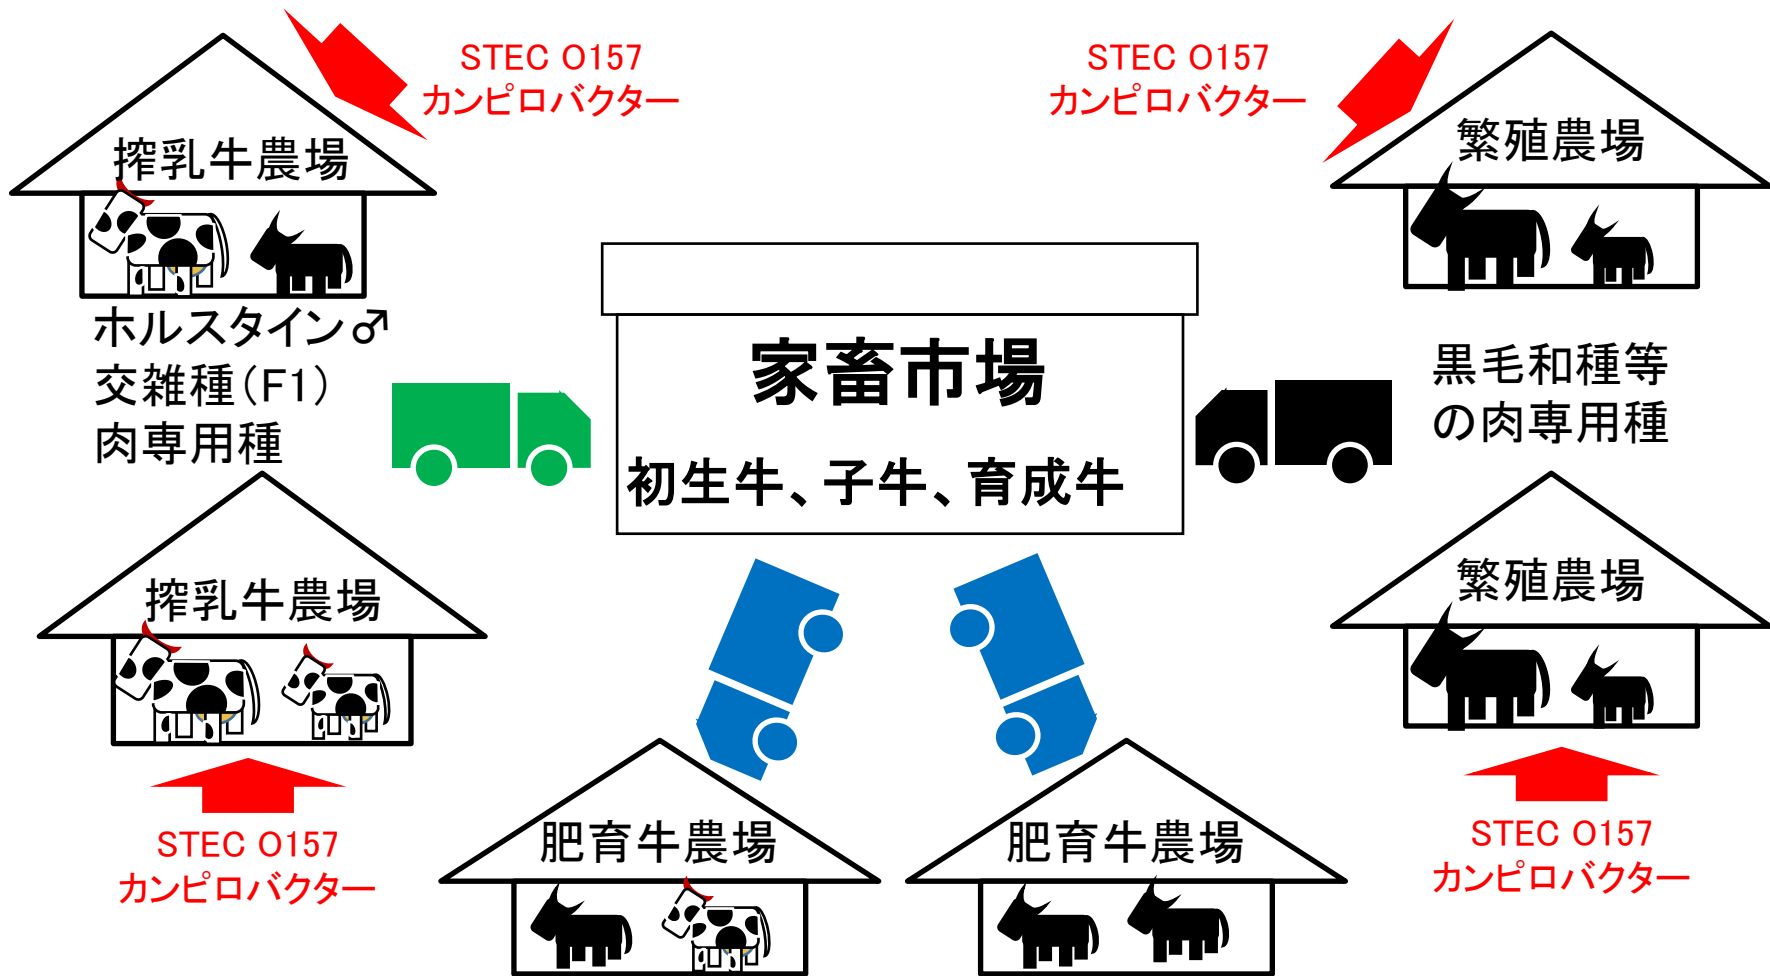 STEC O157
カンピロバクター
STEC O157
カンピロバクター
搾乳牛農場
繁殖農場
ホルスタイン♂
交雑種(F1)
肉専用種
家畜市場
初生牛、子牛、育成牛
黒毛和種等
の肉専用種
搾乳牛農場
繁殖農場
STEC O157
カンピロバクター
肥育牛農場
肥育牛農場
STEC O157
カンピロバクター